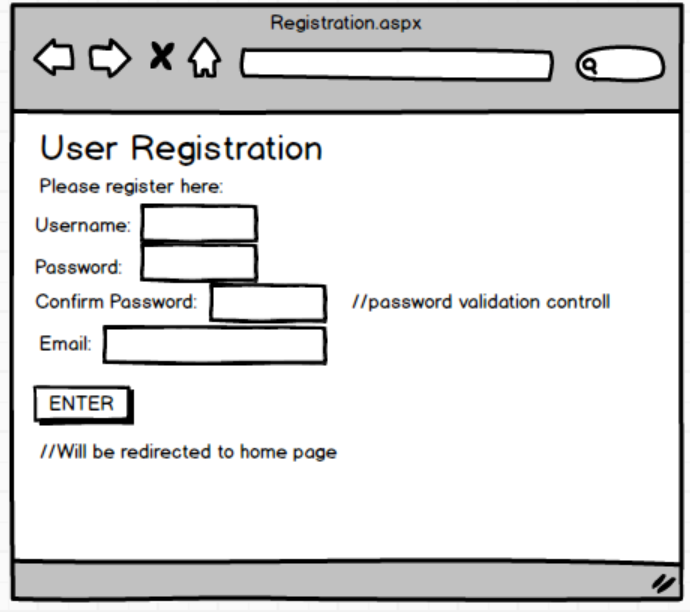 Registration.aspx
User Registration
Please register here:
Username:
Password:
Confirm Password: //password validation controll
Email:
ENTER
//Will be redirected to home page